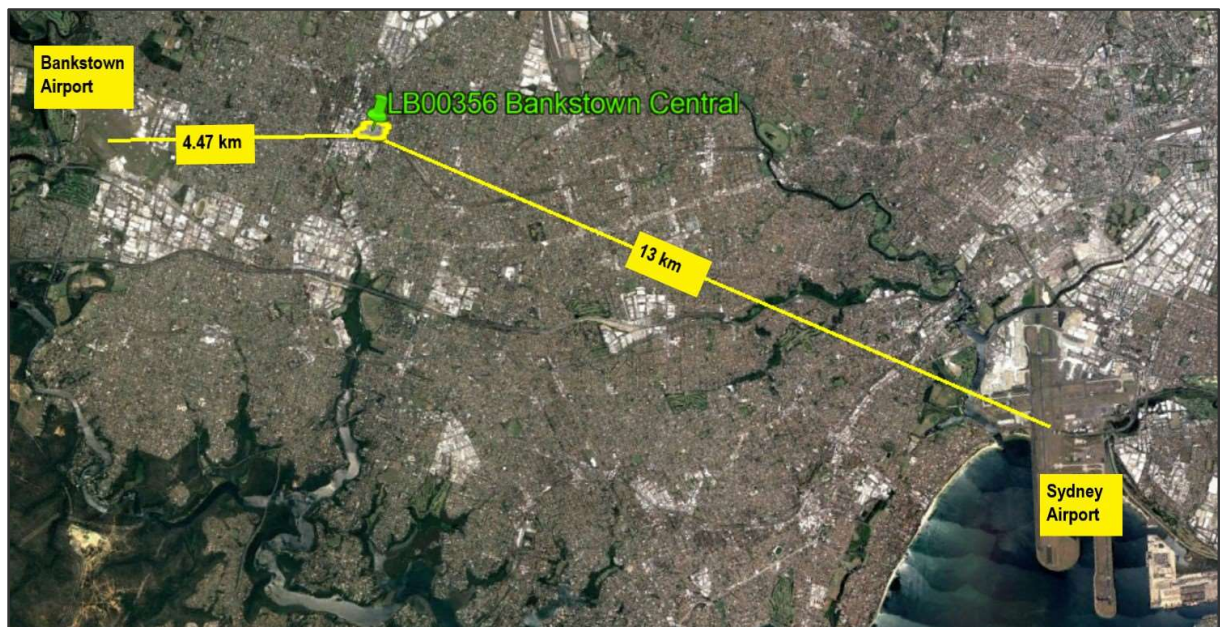 Bankstown
Airport
LB00356 Bankstown Central
4.47 km
13 km
Sydney
Airport